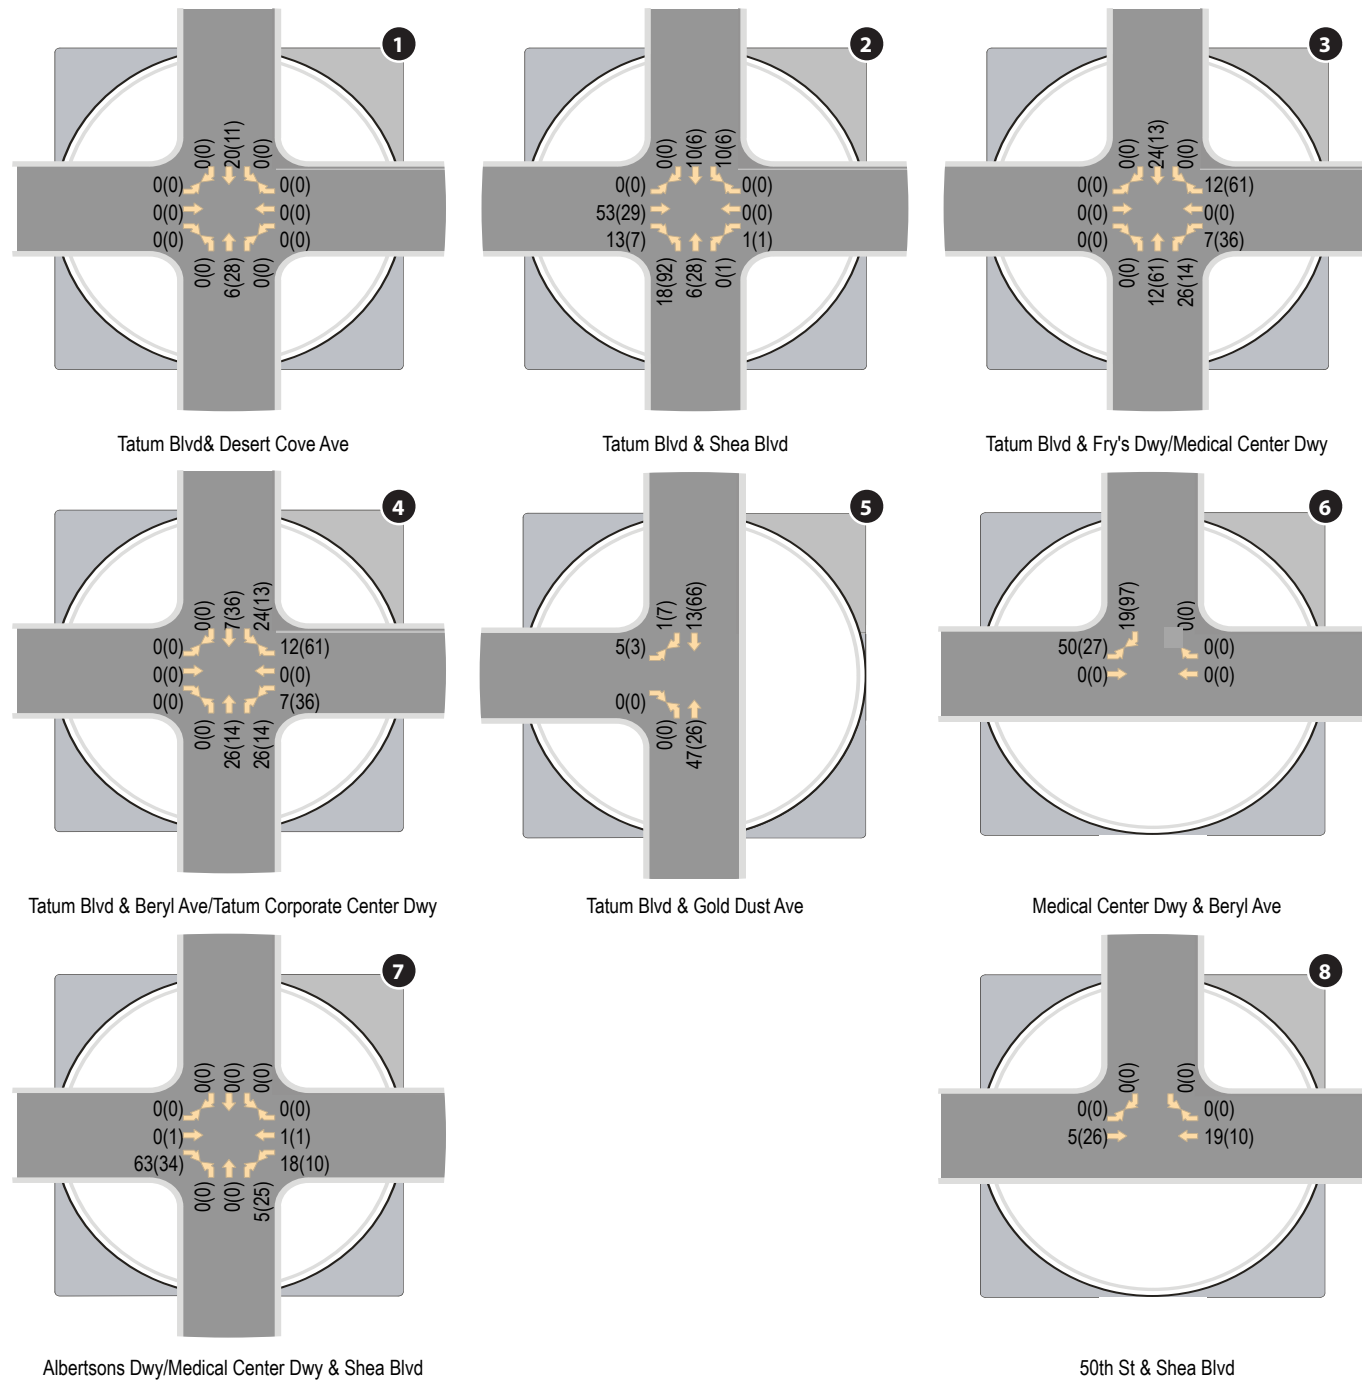 1
0(0) 20(11) 0(0)
0(0) 0(0)
0(0) 0(0)
0(0) 0(0)
0(0) 6(28) 0(0)
Tatum Blvd& Desert Cove Ave
2
0(0) 10(6) 10(6)
0(0) 0(0)
53(29) 0(0)
13(7) 1(1)
18(92) 6(28) 0(1)
Tatum Blvd & Shea Blvd
3
0(0) 24(13) 0(0)
0(0) 12(61)
0(0) 0(0)
0(0) 7(36)
0(0) 12(61) 26(14)
Tatum Blvd & Fry's Dwy/Medical Center Dwy
4
0(0) 7(36) 24(13)
0(0) 12(61)
0(0) 0(0)
0(0) 7(36)
0(0) 26(14) 26(14)
Tatum Blvd & Beryl Ave/Tatum Corporate Center Dwy
5
1(7) 13(66)
5(3)
0(0)
0(0) 47(26)
Tatum Blvd & Gold Dust Ave
6
19(97) 0(0)
50(27) 0(0)
0(0) 0(0)
Medical Center Dwy & Beryl Ave
7
0(0) 0(0) 0(0)
0(0) 0(0)
0(1) 1(1)
63(34) 18(10)
0(0) 0(0) 5(25)
Albertsons Dwy/Medical Center Dwy & Shea Blvd
8
0(0) 0(0)
0(0) 0(0)
5(26) 19(10)
50th St & Shea Blvd